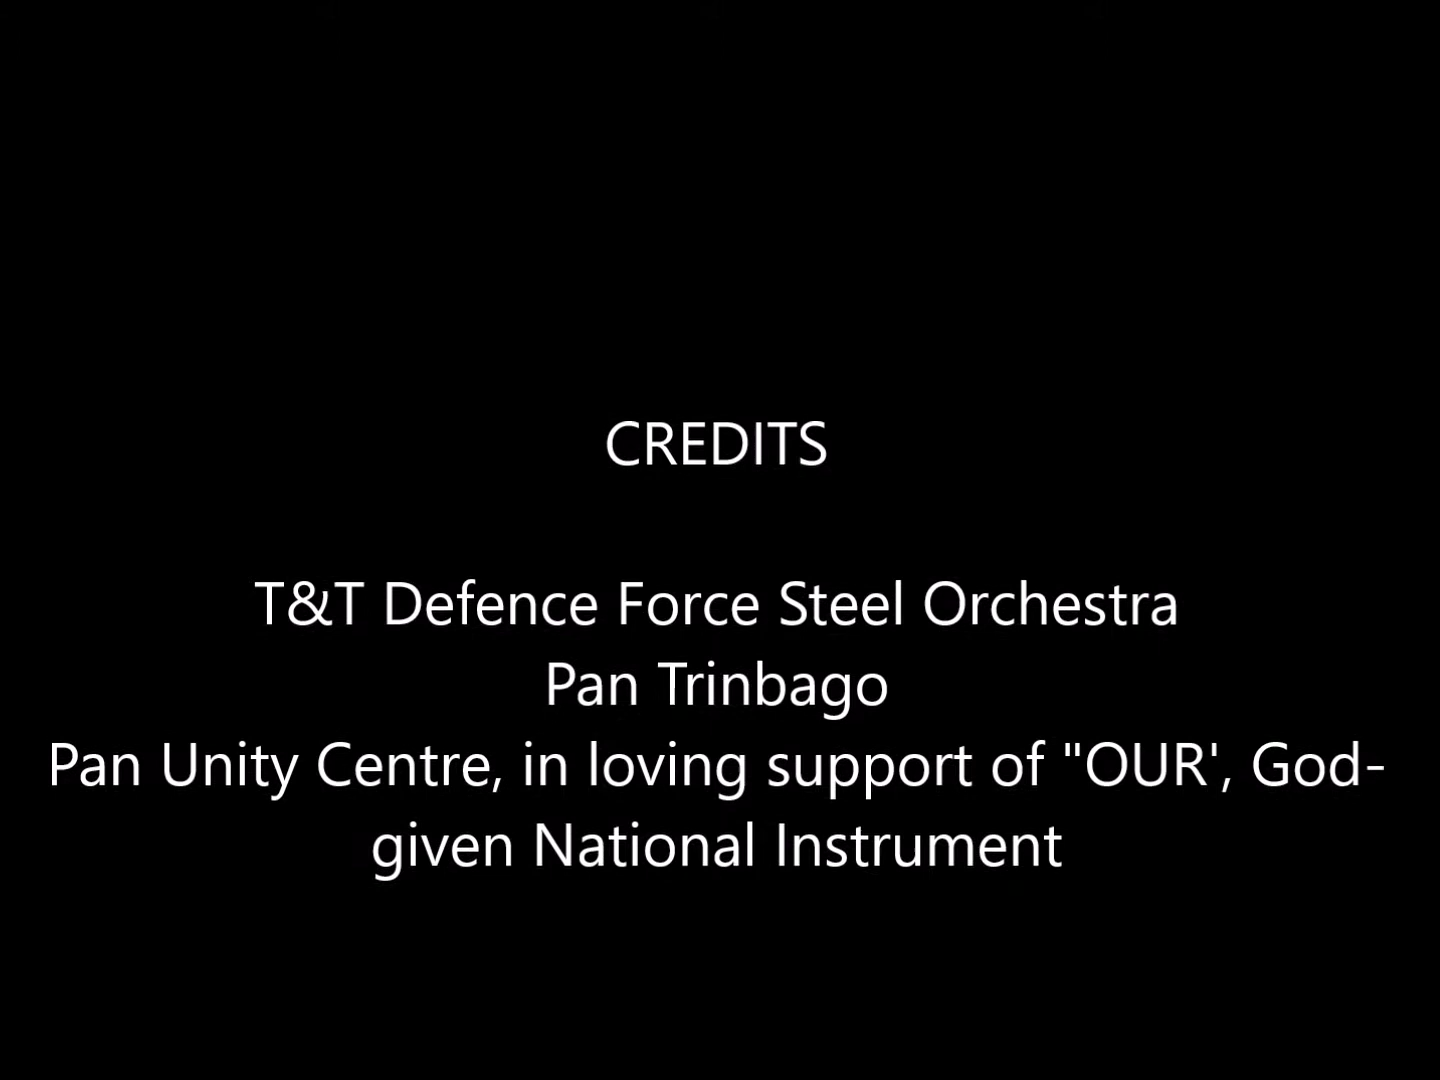 CREDITS
T&T Defence Force Steel Orchestra
Pan Trinbago
Pan Unity Centre, in loving support of "OUR', God-
given National Instrument